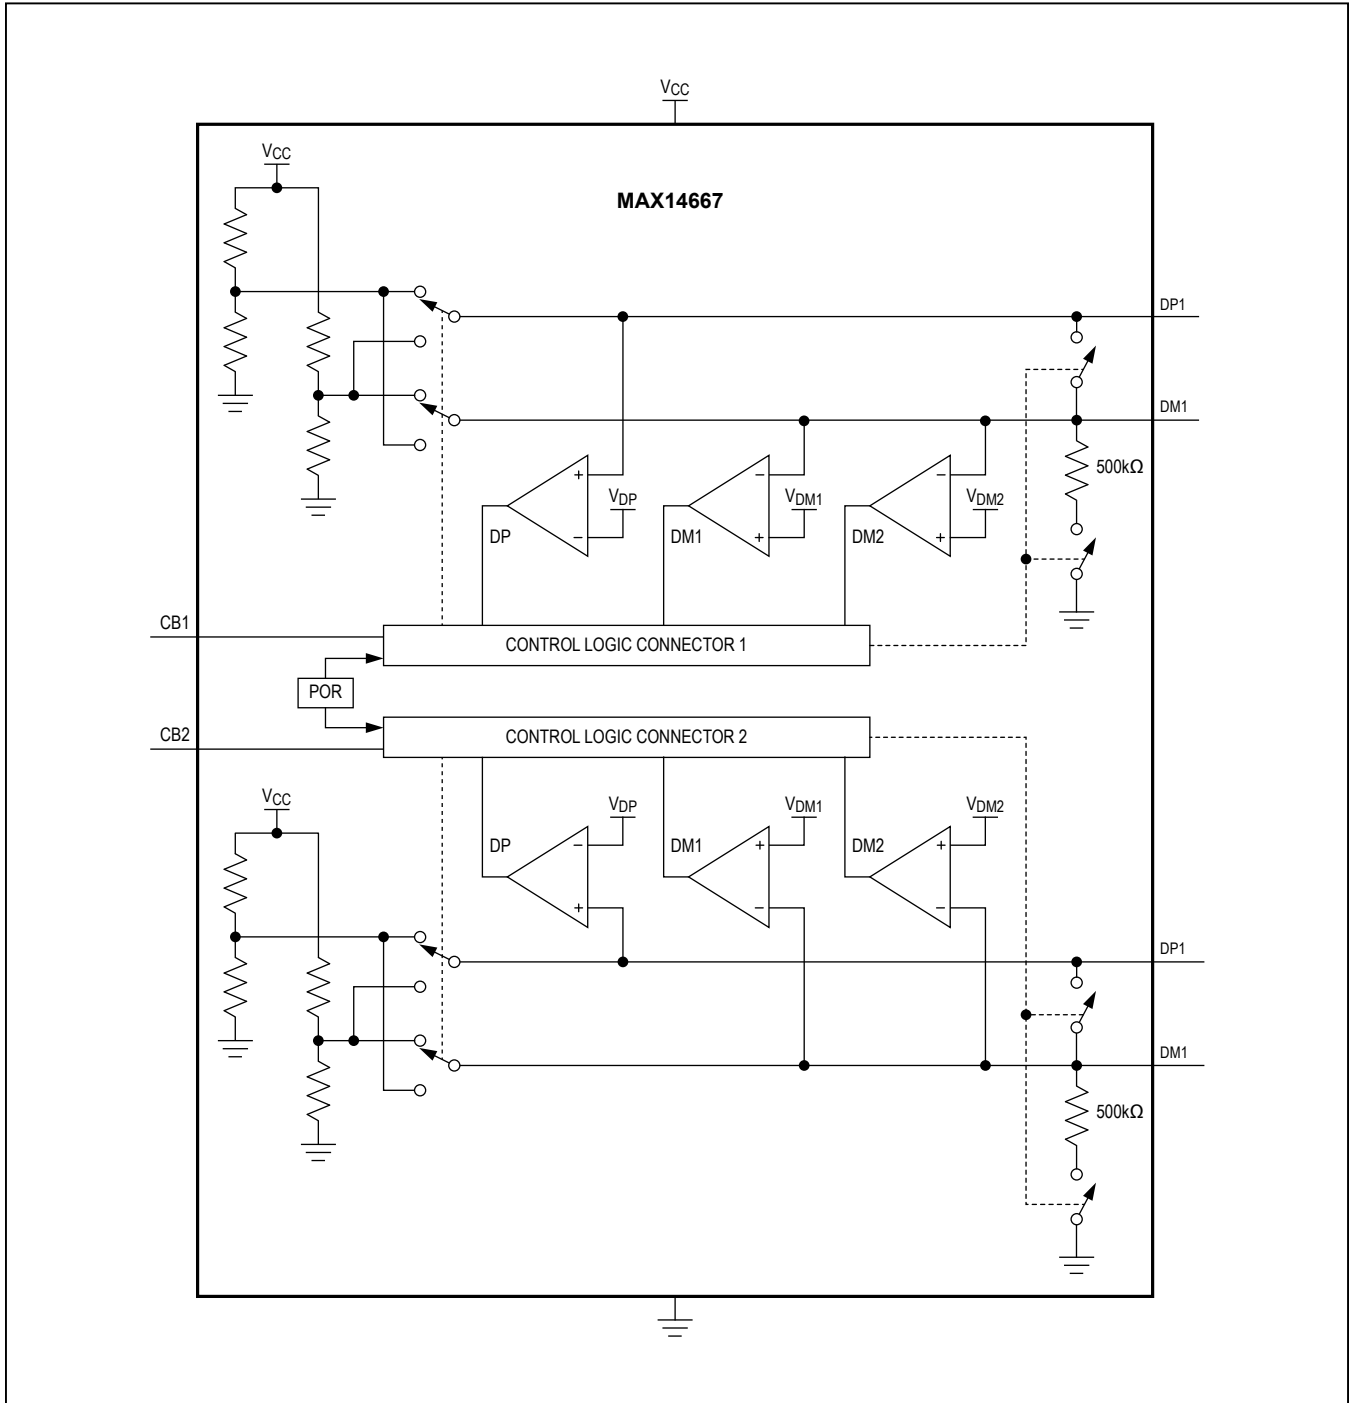 VCC
VCC
MAX14667
DP1
DM1
500kΩ
+
−
−
VDP
VDM1
VDM2
−
+
+
DP
DM1
DM2
CB1
CONTROL LOGIC CONNECTOR 1
POR
CB2
CONTROL LOGIC CONNECTOR 2
VCC
VDP
VDM1
VDM2
DP
DM1
DM2
−
+
+
+
−
−
DP1
DM1
500kΩ